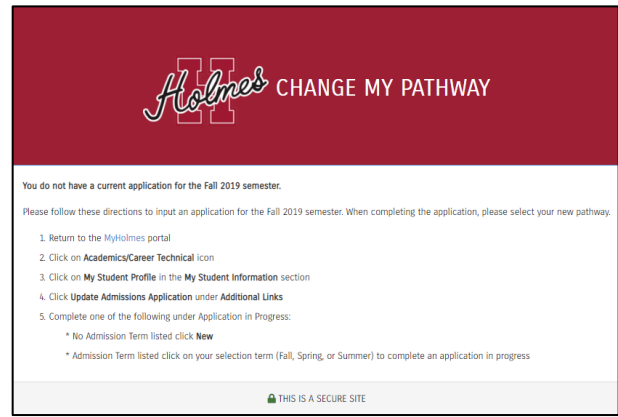 H
Holmes CHANGE MY PATHWAY
You do not have a current application for the Fall 2019 semester.
Please follow these directions to input an application for the Fall 2019 semester. When completing the application, please select your new pathway.
1. Return to the MyHolmes portal
2. Click on Academics/Career Technical icon
3. Click on My Student Profile in the My Student Information section
4. Click Update Admissions Application under Additional Links
5. Complete one of the following under Application in Progress:
* No Admission Term listed click New
* Admission Term listed click on your selection term (Fall, Spring, or Summer) to complete an application in progress
THIS IS A SECURE SITE